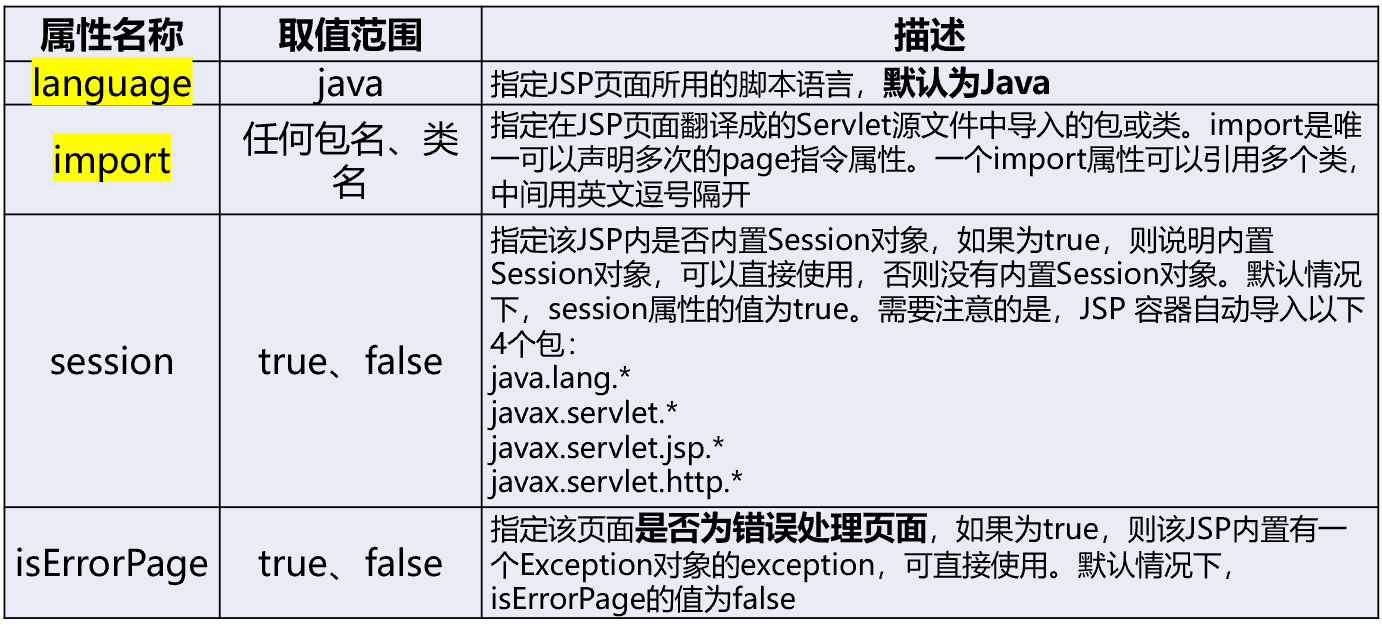 属性名称 取值范围 描述
language java 指定JSP页面所用的脚本语言，默认为Java
import
任何包名、类
名
指定在JSP页面翻译成的Servlet源文件中导入的包或类。import是唯
一可以声明多次的page指令属性。一个import属性可以引用多个类，
中间用英文逗号隔开
session
true、false
指定该JSP内是否内置Session对象，如果为true，则说明内置
Session对象，可以直接使用，否则没有内置Session对象。默认情况
下，session属性的值为true。需要注意的是，JSP 容器自动导入以下
4个包：
java.lang.*
javax.servlet.*
javax.servlet.jsp.*
javax.servlet.http.*
isErrorPage
true、false
指定该页面是否为错误处理页面，如果为true，则该JSP内置有一
个Exception对象的exception，可直接使用。默认情况下，
isErrorPage的值为false